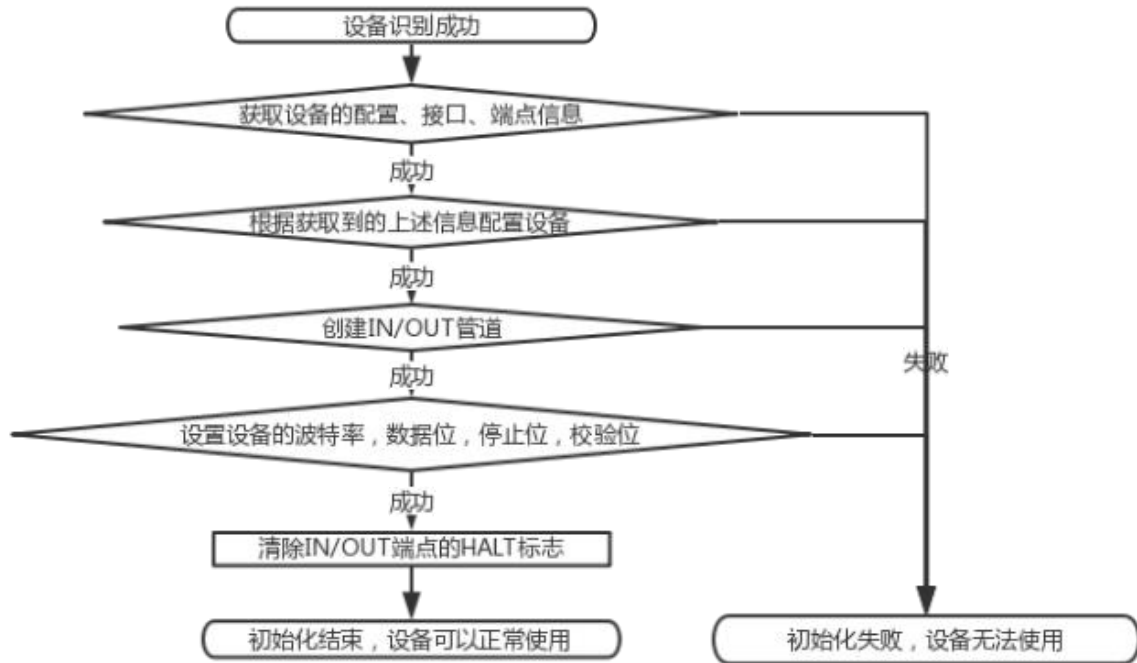 设备识别成功
获取设备的配置、接口、端点信息
成功
根据获取到的上述信息配置设备
成功
创建IN/OUT管道
失败
成功
设置设备的波特率，数据位，停止位，校验位
成功
清除IN/OUT端点的HALT标志
初始化结束，设备可以正常使用
初始化失败，设备无法使用